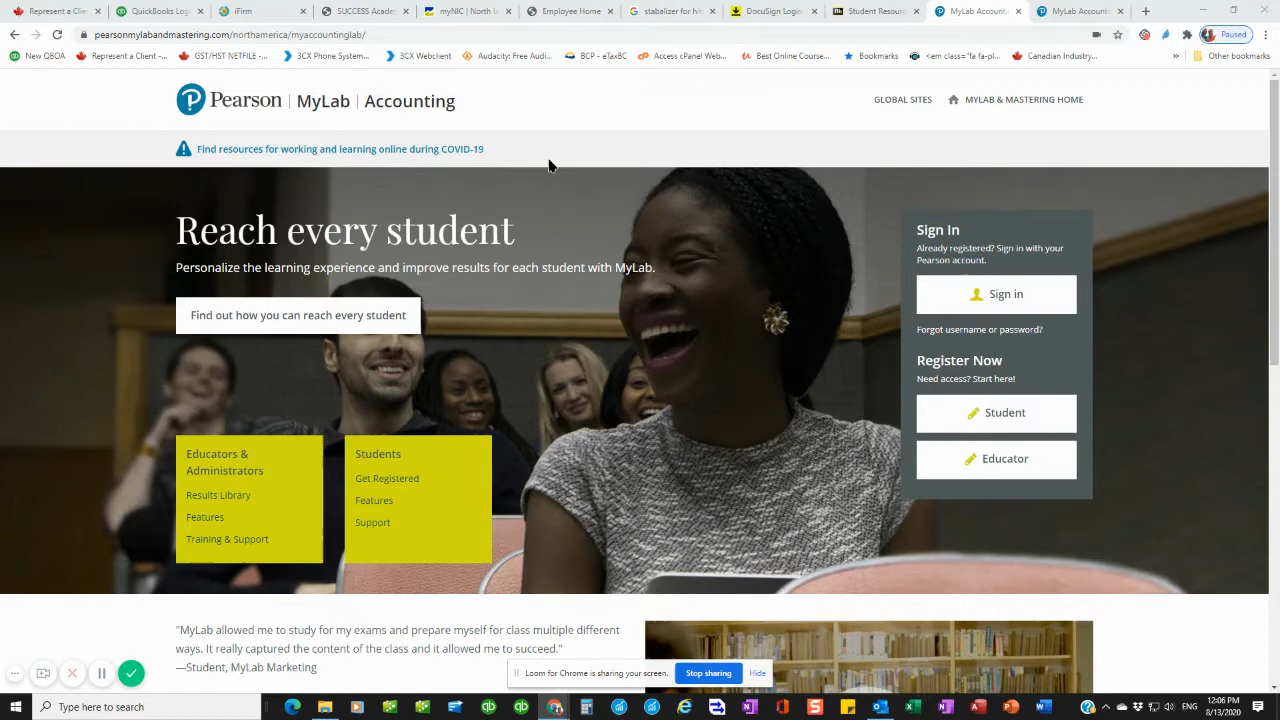 Represent a Clie
QuickBooks Logi
iFirm
SUCCESS Acade
myNIC | North I
Employee Home
stabalizer for hit
DocuSign Login
Student Resour
MyLab Accounti
MyLab Accounti
pearsonmylabandmastering.com/northamerica/myaccountinglab/
Paused
New QBOA
Represent a Client -...
GST/HST NETFILE -...
3CX Phone System...
3CX Webclient
Audacity: Free Audi...
BCP - eTaxBC
Access cPanel Web...
Best Online Course...
Bookmarks
<em class="fa fa-pl...
Canadian Industry...
»
Other bookmarks
Pearson | MyLab | Accounting
GLOBAL SITES
MYLAB & MASTERING HOME
Find resources for working and learning online during COVID-19
Reach every student
Personalize the learning experience and improve results for each student with MyLab.
Find out how you can reach every student
Sign In
Already registered? Sign in with your
Pearson account.
Sign in
Forgot username or password?
Register Now
Need access? Start here!
Student
Educator
Educators &
Administrators
Results Library
Features
Training & Support
Students
Get Registered
Features
Support
"MyLab allowed me to study for my exams and prepare myself for class multiple different
ways. It really captured the content of the class and it allowed me to succeed."
—Student, MyLab Marketing
Loom for Chrome is sharing your screen.
Stop sharing
Hide
Type here to search
ENG
12:06 PM
8/13/2020